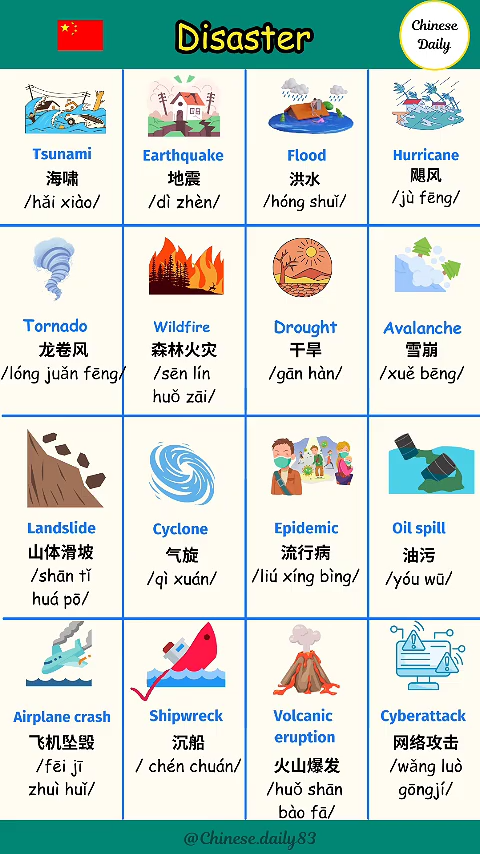 Disaster
Chinese
Daily
Tsunami
海啸
/hǎi xiào/
Earthquake
地震
/dì zhèn/
Flood
洪水
/hóng shuǐ/
Hurricane
飓风
/jù fēng/
Tornado
龙卷风
/lóng juǎn fēng/
Wildfire
森林火灾
/sēn lín
huǒ zāi/
Drought
干旱
/gān hàn/
Avalanche
雪崩
/xuě bēng/
Landslide
山体滑坡
/shān tǐ
huá pō/
Cyclone
气旋
/qì xuán/
Epidemic
流行病
/liú xíng bìng/
Oil spill
油污
/yóu wū/
Airplane crash
飞机坠毁
/fēi jī
zhuì huǐ/
Shipwreck
沉船
/ chén chuán/
Volcanic
eruption
火山爆发
/huǒ shān
bào fā/
Cyberattack
网络攻击
/wǎng luò
gōngjí/
@Chinese.daily83